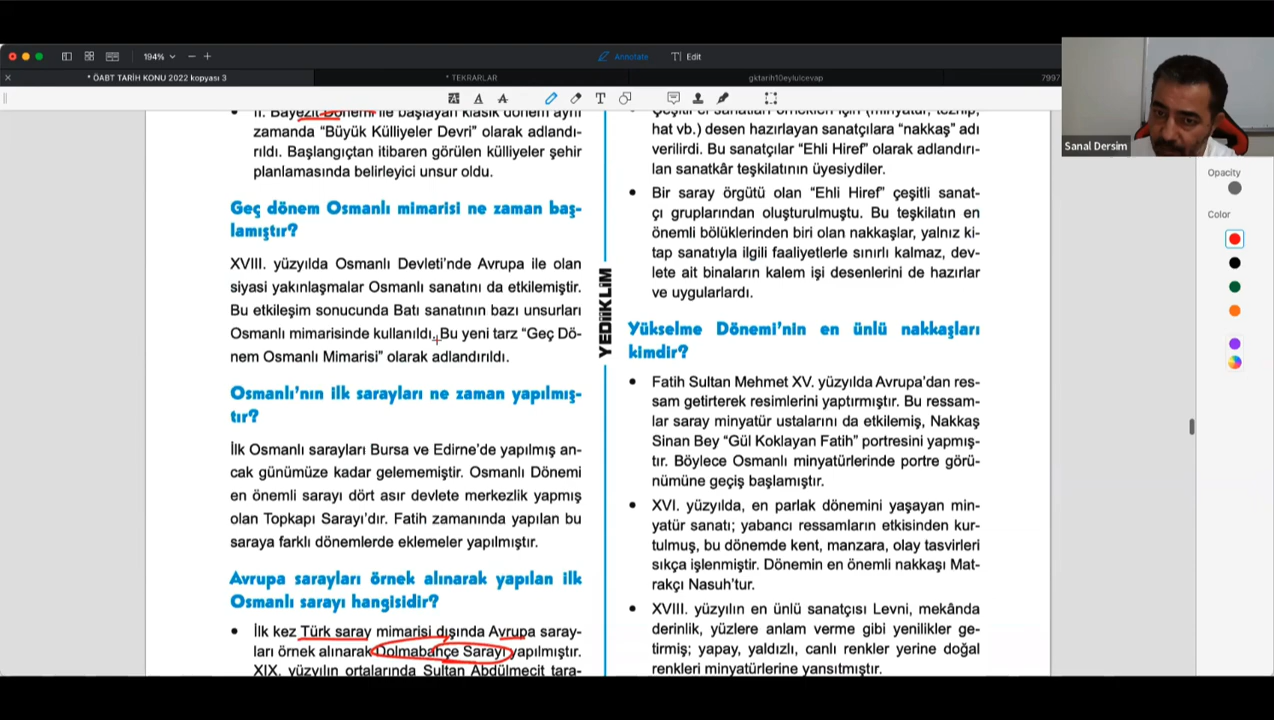 194%
Annotate
Edit
* ÖABT TARİH KONU 2022 kopyası 3
* TEKRARLAR
gktarih10eylulcevap
7997
II. Bayezit Dönemi ile başlayan klasik dönem aynı
zamanda “Büyük Külliyeler Devri” olarak adlandı-
rıldı. Başlangıçtan itibaren görülen külliyeler şehir
planlamasında belirleyici unsur oldu.
Geç dönem Osmanlı mimarisi ne zaman baş-
lamıştır?
XVIII. yüzyılda Osmanlı Devleti’nde Avrupa ile olan
siyasi yakınlaşmalar Osmanlı sanatını da etkilemiştir.
Bu etkileşim sonucunda Batı sanatının bazı unsurları
Osmanlı mimarisinde kullanıldı. Bu yeni tarz “Geç Dö-
nem Osmanlı Mimarisi” olarak adlandırıldı.
Osmanlı’nın ilk sarayları ne zaman yapılmış-
tır?
İlk Osmanlı sarayları Bursa ve Edirne’de yapılmış an-
cak günümüze kadar gelememiştir. Osmanlı Dönemi
en önemli sarayı dört asır devlete merkezlik yapmış
olan Topkapı Sarayı’dır. Fatih zamanında yapılan bu
saraya farklı dönemlerde eklemeler yapılmıştır.
Avrupa sarayları örnek alınarak yapılan ilk
Osmanlı sarayı hangisidir?
İlk kez Türk saray mimarisi dışında Avrupa saray-
ları örnek alınarak Dolmabahçe Sarayı yapılmıştır.
XIX. yüzyılın ortalarında Sultan Abdülmecit tara-
YEDİİKLİM
Çeşitli el sanatları örnekleri için (minyatür, tezhip,
hat vb.) desen hazırlayan sanatçılara “nakkaş” adı
verilirdi. Bu sanatçılar “Ehli Hiref” olarak adlandırı-
lan sanatkâr teşkilatının üyesiydiler.
Bir saray örgütü olan “Ehli Hiref” çeşitli sanat-
çı gruplarından oluşturulmuştu. Bu teşkilatın en
önemli bölüklerinden biri olan nakkaşlar, yalnız ki-
tap sanatıyla ilgili faaliyetlerle sınırlı kalmaz, dev-
lete ait binaların kalem işi desenlerini de hazırlar
ve uygularlardı.
Yükselme Dönemi’nin en ünlü nakkaşları
kimdir?
Fatih Sultan Mehmet XV. yüzyılda Avrupa’dan res-
sam getirterek resimlerini yaptırmıştır. Bu ressam-
lar saray minyatür ustalarını da etkilemiş, Nakkaş
Sinan Bey “Gül Koklayan Fatih” portresini yapmış-
tır. Böylece Osmanlı minyatürlerinde portre görü-
nümüne geçiş başlamıştır.
XVI. yüzyılda, en parlak dönemini yaşayan min-
yatür sanatı; yabancı ressamların etkisinden kur-
tulmuş, bu dönemde kent, manzara, olay tasvirleri
sıkça işlenmiştir. Dönemin en önemli nakkaşı Mat-
rakçı Nasuh’tur.
XVIII. yüzyılın en ünlü sanatçısı Levni, mekânda
derinlik, yüzlere anlam verme gibi yenilikler ge-
tirmiş; yapay, yaldızlı, canlı renkler yerine doğal
renkleri minyatürlerine yansıtmıştır.
Sanal Dersim
Opacity
Color